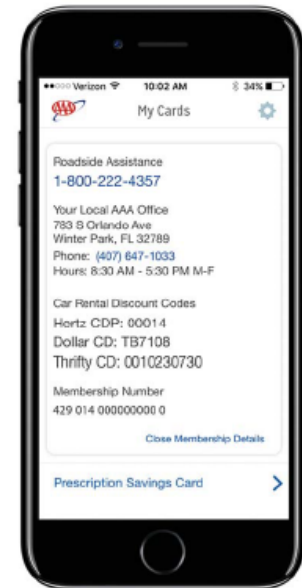 Verizon 10:02 AM 34%
AAA My Cards
Roadside Assistance
1-800-222-4357
Your Local AAA Office
783 S Orlando Ave
Winter Park, FL 32789
Phone: (407) 647-1033
Hours: 8:30 AM - 5:30 PM M-F
Car Rental Discount Codes
Hertz CDP: 00014
Dollar CD: TB7108
Thrifty CD: 0010230730
Membership Number
429 014 000000000 0
Close Membership Details
Prescription Savings Card